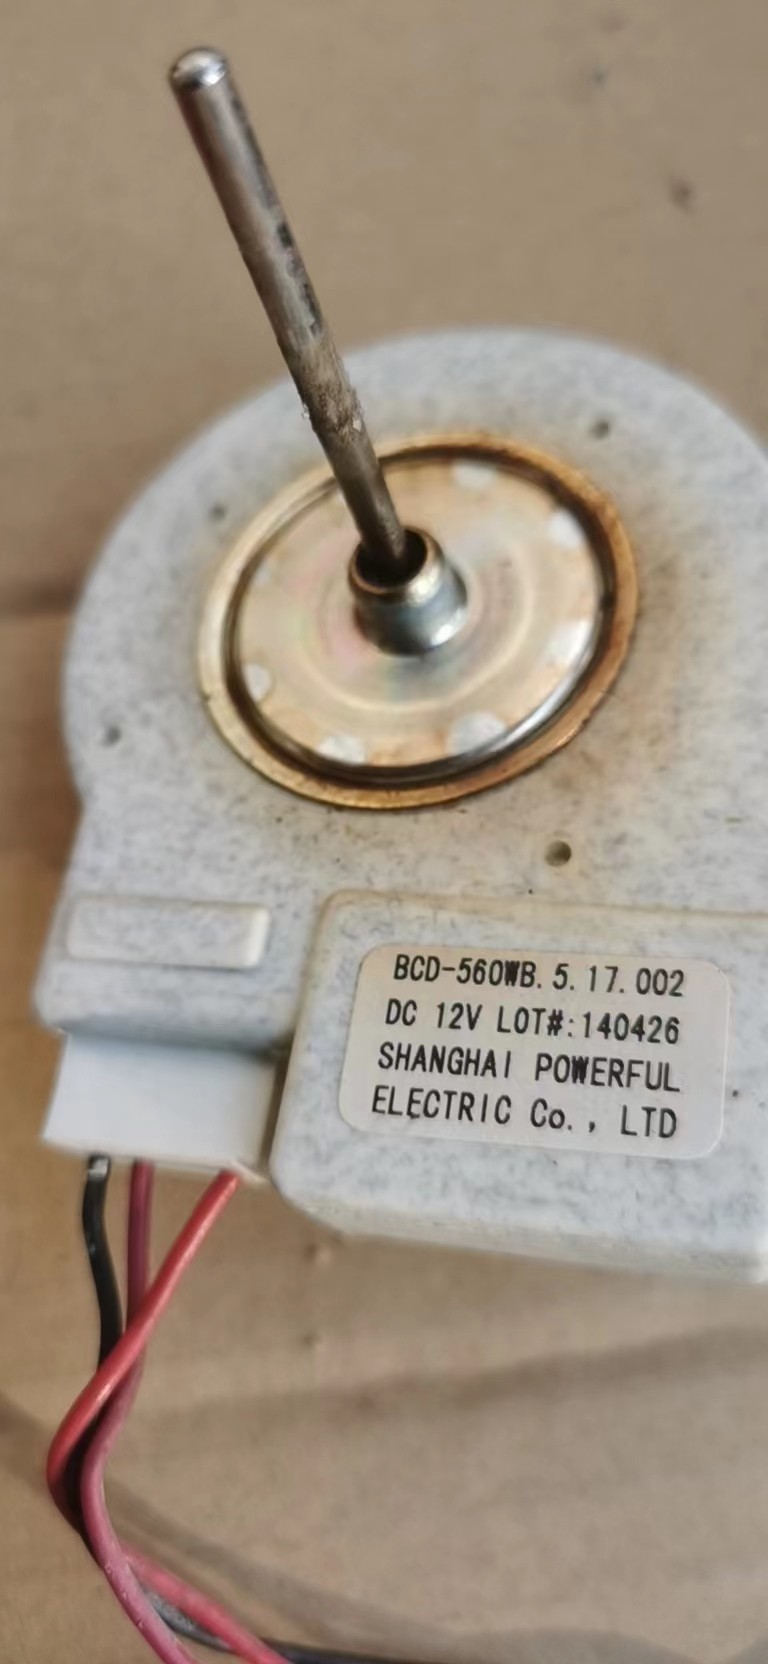 BCD-560WB.5.17.002
DC 12V LOT#:140426
SHANGHAI POWERFUL
ELECTRIC Co., LTD